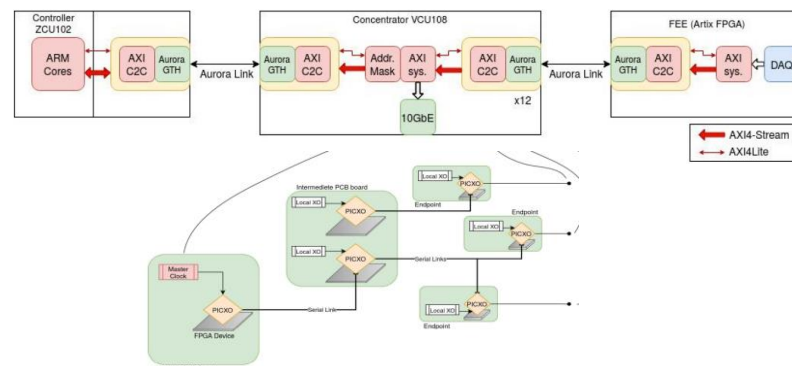 Controller
ZCU102
Concentrator VCU108
FEE (Artix FPGA)
ARM
Cores
AXI
C2C
Aurora
GTH
Aurora Link
Aurora
GTH
AXI
C2C
Addr.
Mask
AXI
sys.
AXI
C2C
Aurora
GTH
x12
10GbE
Aurora Link
Aurora
GTH
AXI
C2C
AXI
sys.
DAQ
AXI4-Stream
AXI4Lite
Intermediete PCB board
Local XO
PICXO
Local XO
PICXO
Local XO
PICXO
Endpoint
Endpoint
Local XO
PICXO
Serial Links
Master
Clock
PICXO
FPGA Device
Serial Link
PICXO
Local XO
Endpoint